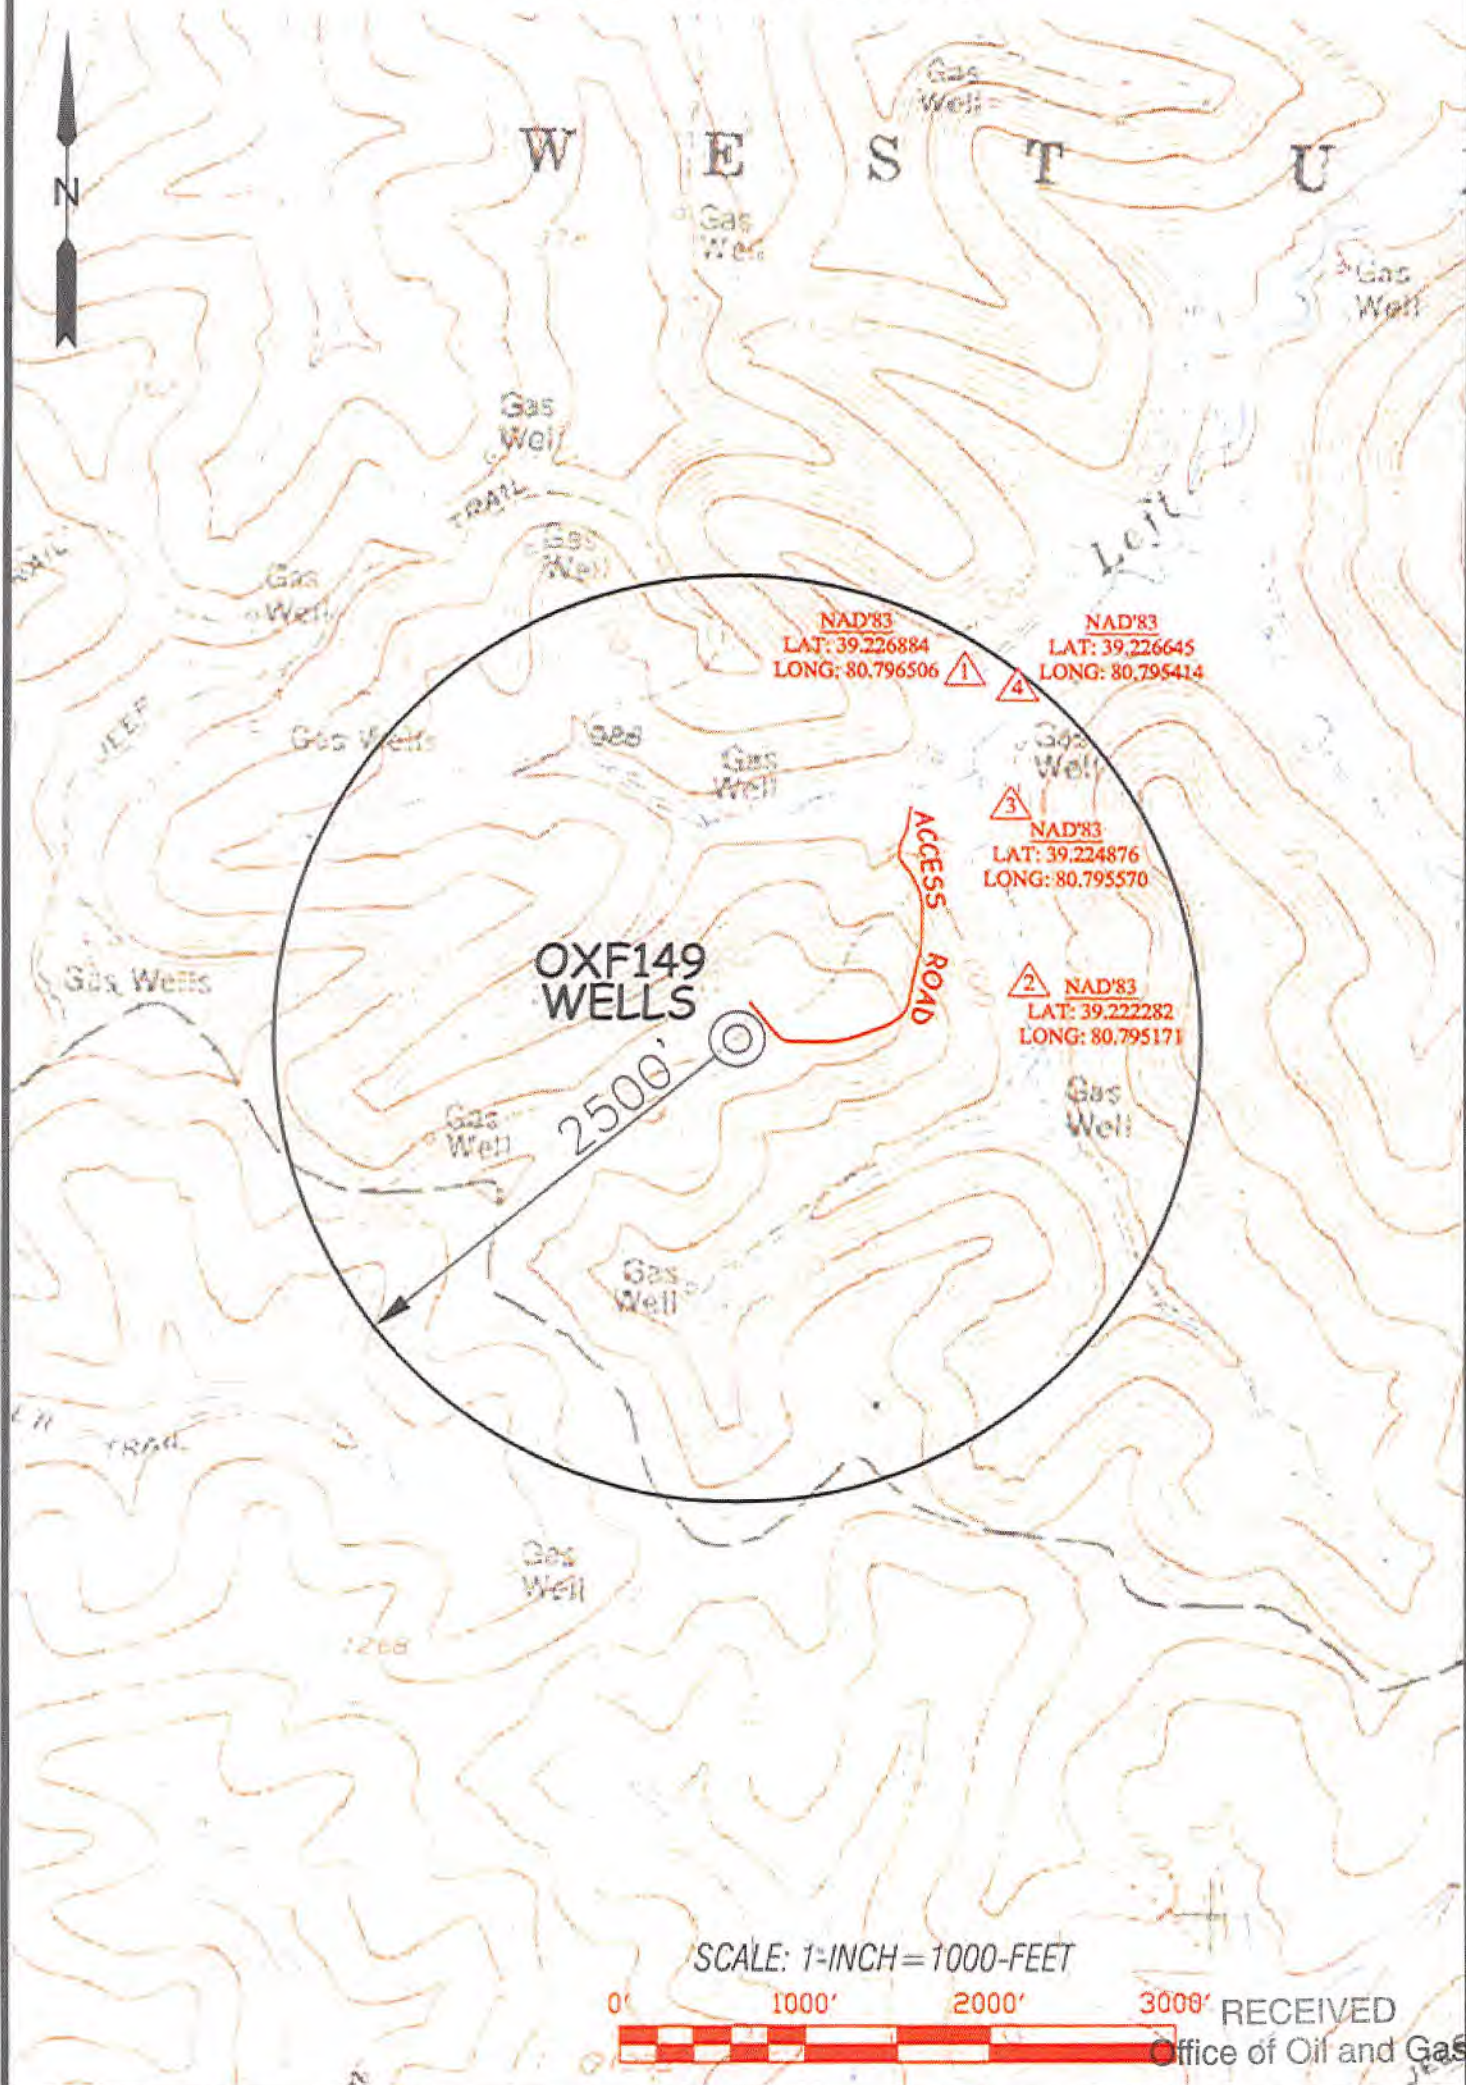 Gas
Well
N
W E S T U
Gas
Well
Gas
Well
Gas
Well
TRAIL
Left
Gas
Well
Gas
Well
NAD'83
LAT: 39.226884
LONG: 80.796506
1
NAD'83
LAT: 39.226645
LONG: 80.795414
4
JEEP
Gas Wells
988
Gas
Well
Gas
Well
3
NAD'83
LAT: 39.224876
LONG: 80.795570
ACCESS ROAD
OXF149
WELLS
Gas Wells
2
NAD'83
LAT: 39.222282
LONG: 80.795171
2500'
Gas
Well
Gas
Well
Gas
Well
TRAIL
Gas
Well
1268
SCALE: 1-INCH=1000-FEET
0' 1000' 2000' 3000'
RECEIVED
Office of Oil and Gas